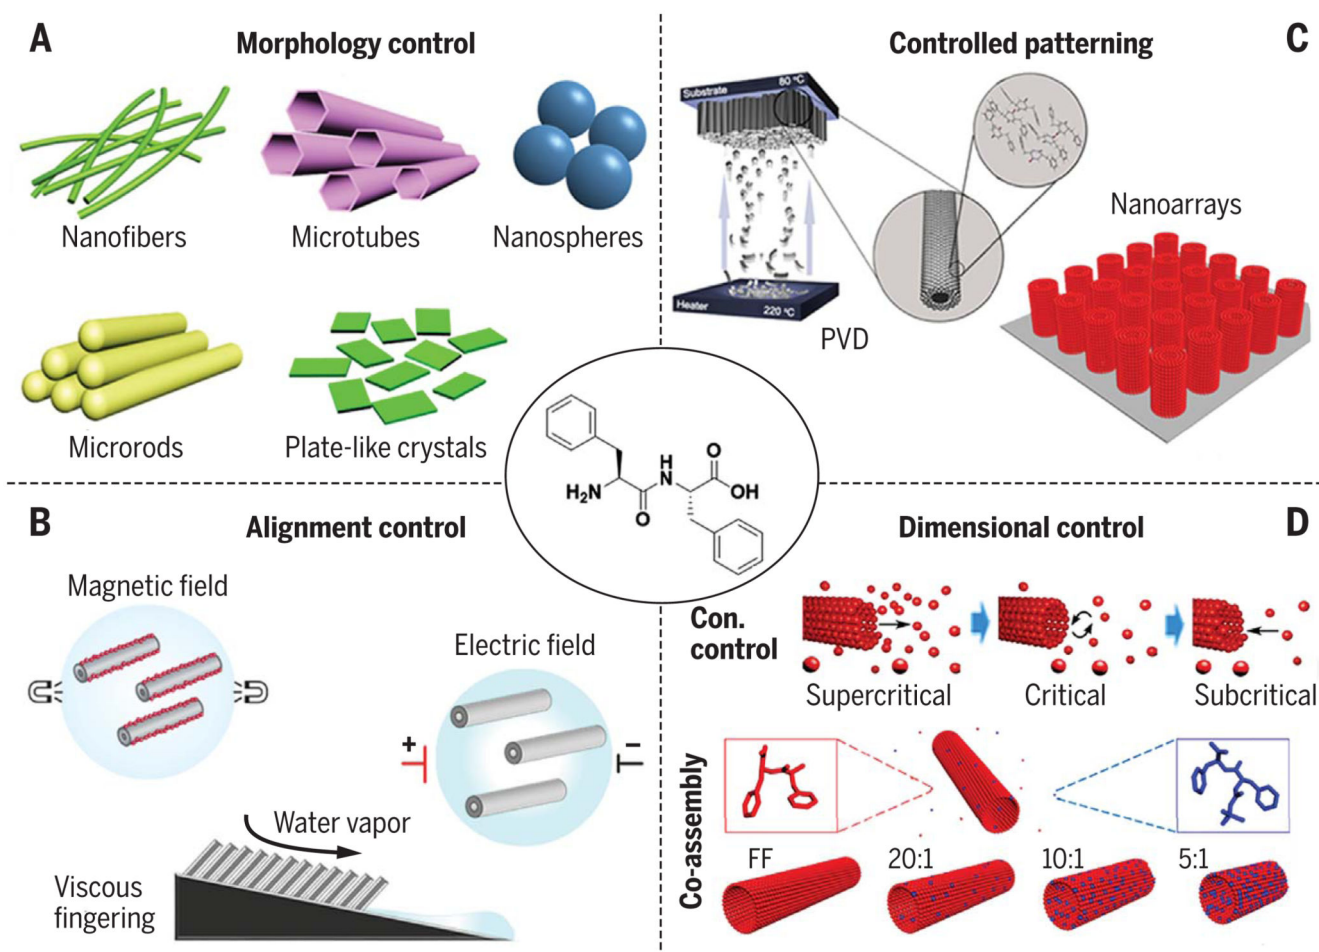 A
Morphology control
Nanofibers
Microtubes
Nanospheres
Microrods
Plate-like crystals
B
Alignment control
Magnetic field
Electric field
+
−
Water vapor
Viscous
fingering
C
Controlled patterning
Substrate
80 ºC
Heater
220 ºC
PVD
Nanoarrays
H₂N
O
H
N
O
OH
D
Dimensional control
Con.
control
Supercritical
Critical
Subcritical
Co-assembly
FF
20:1
10:1
5:1